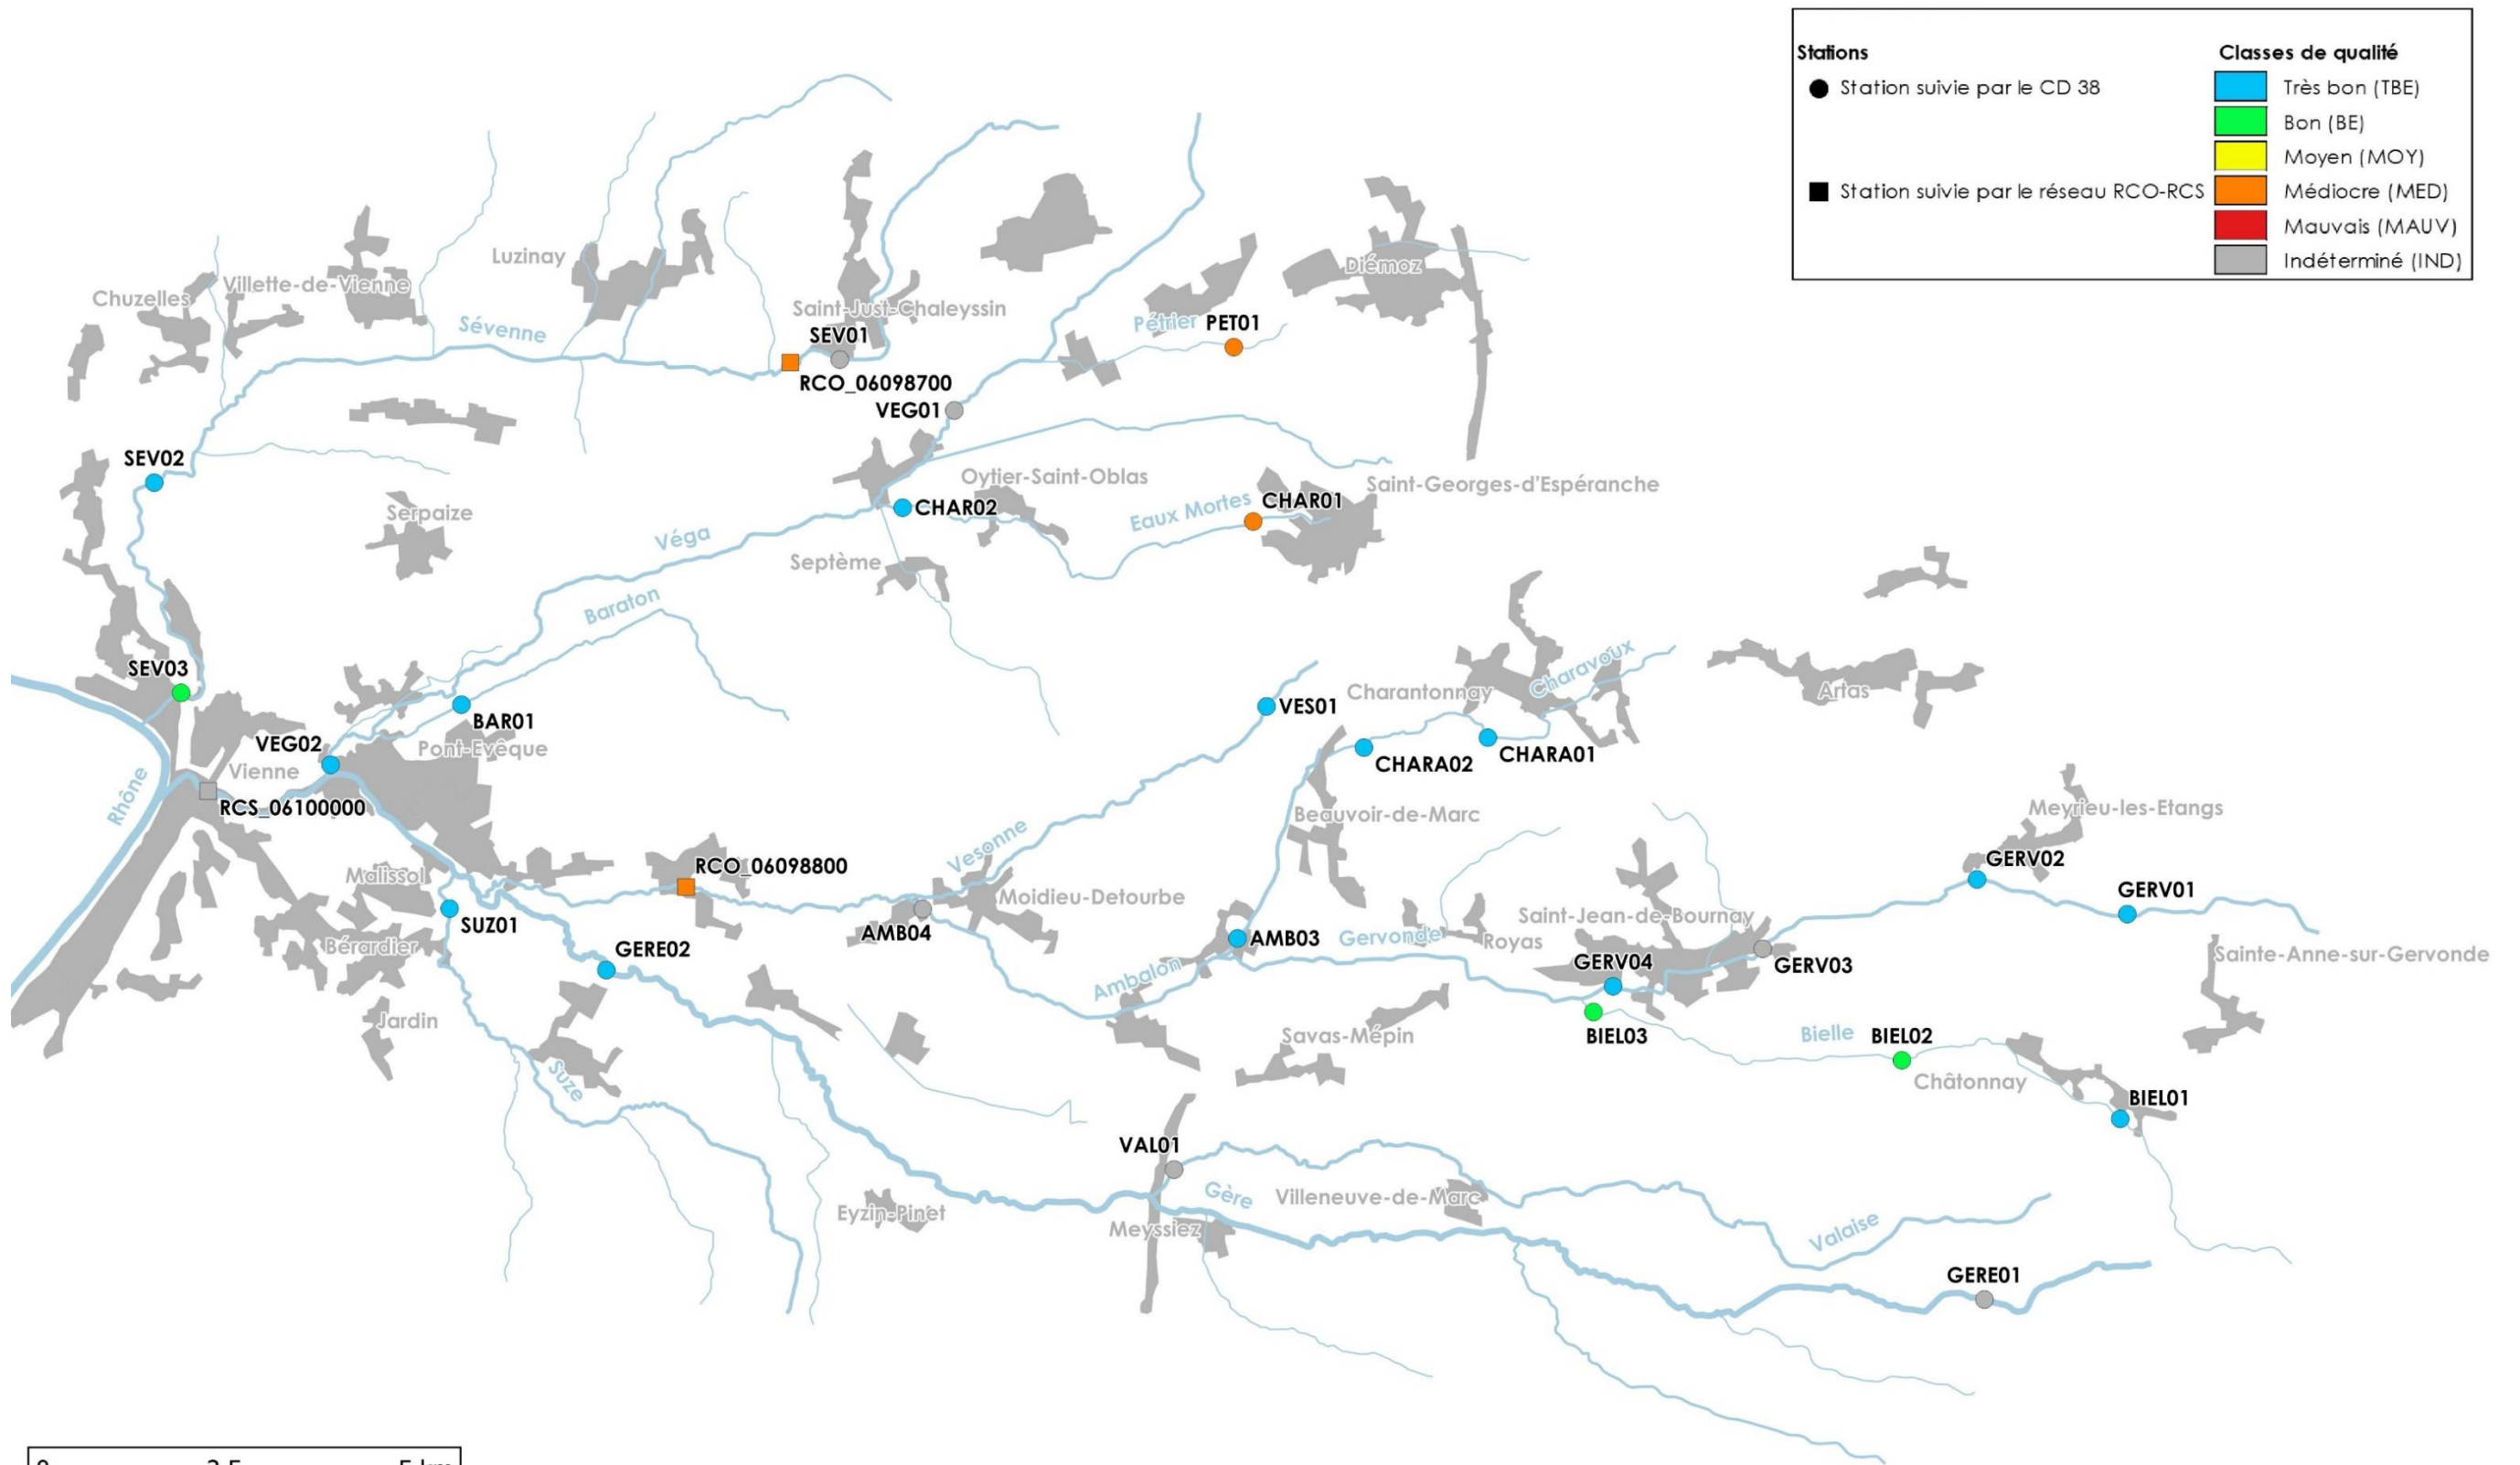 Stations
Classes de qualité
Station suivie par le CD 38
Très bon (TBE)
Bon (BE)
Moyen (MOY)
Station suivie par le réseau RCO-RCS
Médiocre (MED)
Mauvais (MAUV)
Indéterminé (IND)
Luzinay
Villette-de-Vienne
Chuzelles
Diémoz
Saint-Just-Chaleyssin
Sévenne
SEV01
Pétrier
PET01
RCO_06098700
VEG01
SEV02
Oytier-Saint-Oblas
Saint-Georges-d'Espéranche
CHAR02
Eaux Mortes
CHAR01
Serpaize
Véga
Septème
Baraton
SEV03
Charavoux
Charantonnay
Artas
VES01
BAR01
VEG02
Pont-Evêque
CHARA01
CHARA02
Vienne
Rhône
RCS_06100000
Beauvoir-de-Marc
Meyrieu-les-Etangs
Vesonne
RCO_06098800
Malissol
GERV02
GERV01
Moidieu-Detourbe
SUZ01
AMB04
AMB03
Gervonde
Royas
Saint-Jean-de-Bournay
Bérardier
GERE02
GERV04
GERV03
Sainte-Anne-sur-Gervonde
Ambalon
Jardin
Savas-Mépin
BIEL03
Bielle
BIEL02
Châtonnay
Suze
BIEL01
VAL01
Gère
Villeneuve-de-Marc
Eyzin-Pinet
Meyssiez
Valaise
GERE01
0 2,5 5 km